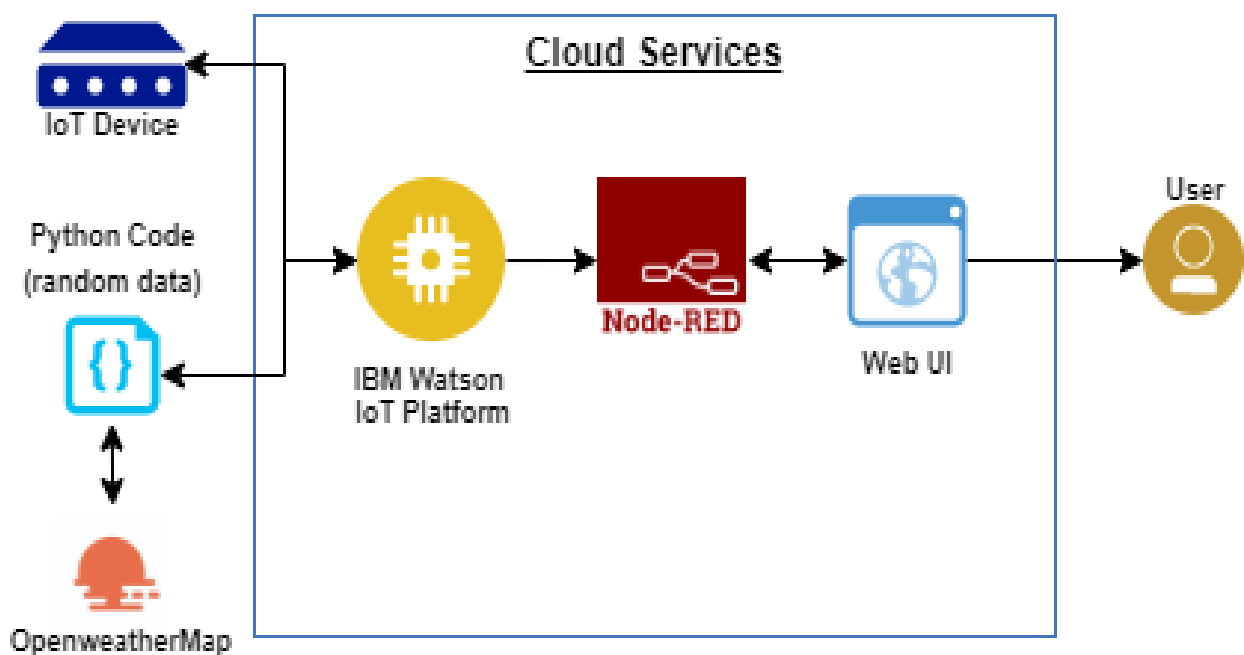 Cloud Services
IoT Device
Python Code
(random data)
{}
OpenweatherMap
IBM Watson
IoT Platform
Node-RED
Web UI
User